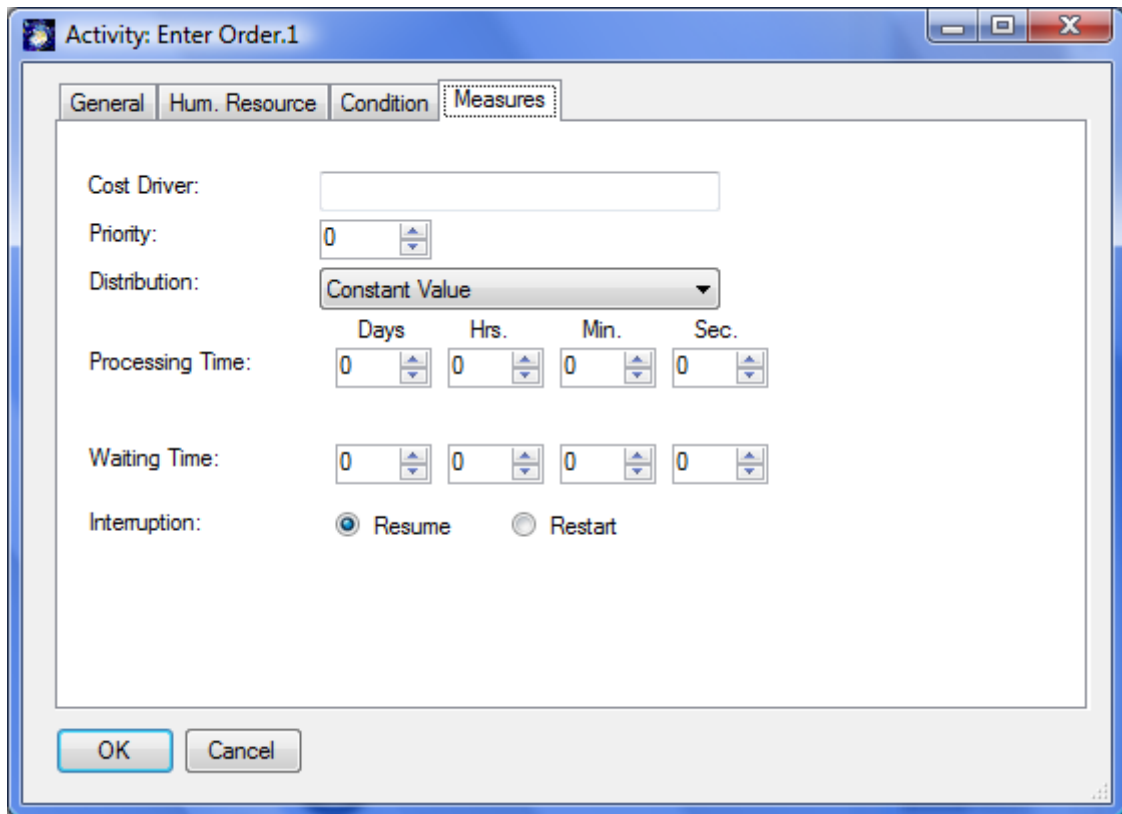 Activity: Enter Order.1
General Hum. Resource Condition Measures
Cost Driver:
Priority: 0
Distribution: Constant Value
Days Hrs. Min. Sec.
Processing Time: 0 0 0 0
Waiting Time: 0 0 0 0
Interruption: Resume Restart
OK Cancel